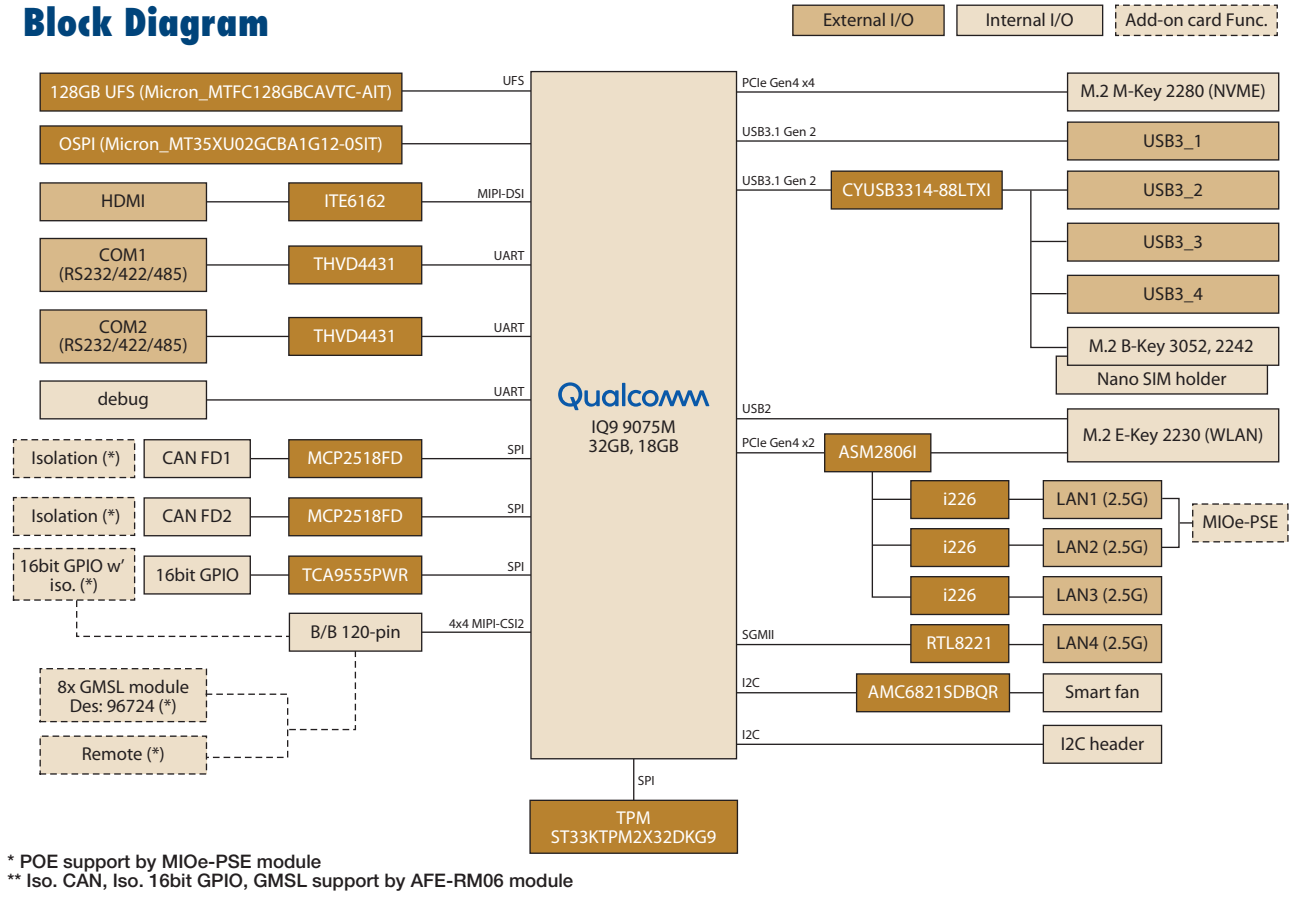 Block Diagram
External I/O
Internal I/O
Add-on card Func.
128GB UFS (Micron_MTFC128GBCAVTC-AIT)
UFS
OSPI (Micron_MT35XU02GCBA1G12-0SIT)
HDMI
ITE6162
MIPI-DSI
COM1
(RS232/422/485)
THVD4431
UART
COM2
(RS232/422/485)
THVD4431
UART
debug
UART
Isolation (*)
CAN FD1
MCP2518FD
SPI
Isolation (*)
CAN FD2
MCP2518FD
SPI
16bit GPIO w'
iso. (*)
16bit GPIO
TCA9555PWR
SPI
B/B 120-pin
4x4 MIPI-CSI2
8x GMSL module
Des: 96724 (*)
Remote (*)
Qualcomm
IQ9 9075M
32GB, 18GB
PCIe Gen4 x4
M.2 M-Key 2280 (NVME)
USB3.1 Gen 2
USB3_1
USB3.1 Gen 2
CYUSB3314-88LTXI
USB3_2
USB3_3
USB3_4
M.2 B-Key 3052, 2242
Nano SIM holder
USB2
M.2 E-Key 2230 (WLAN)
PCIe Gen4 x2
ASM2806I
i226
LAN1 (2.5G)
MIOe-PSE
i226
LAN2 (2.5G)
i226
LAN3 (2.5G)
SGMII
RTL8221
LAN4 (2.5G)
I2C
AMC6821SDBQR
Smart fan
I2C
I2C header
SPI
TPM
ST33KTPM2X32DKG9
* POE support by MIOe-PSE module
** Iso. CAN, Iso. 16bit GPIO, GMSL support by AFE-RM06 module